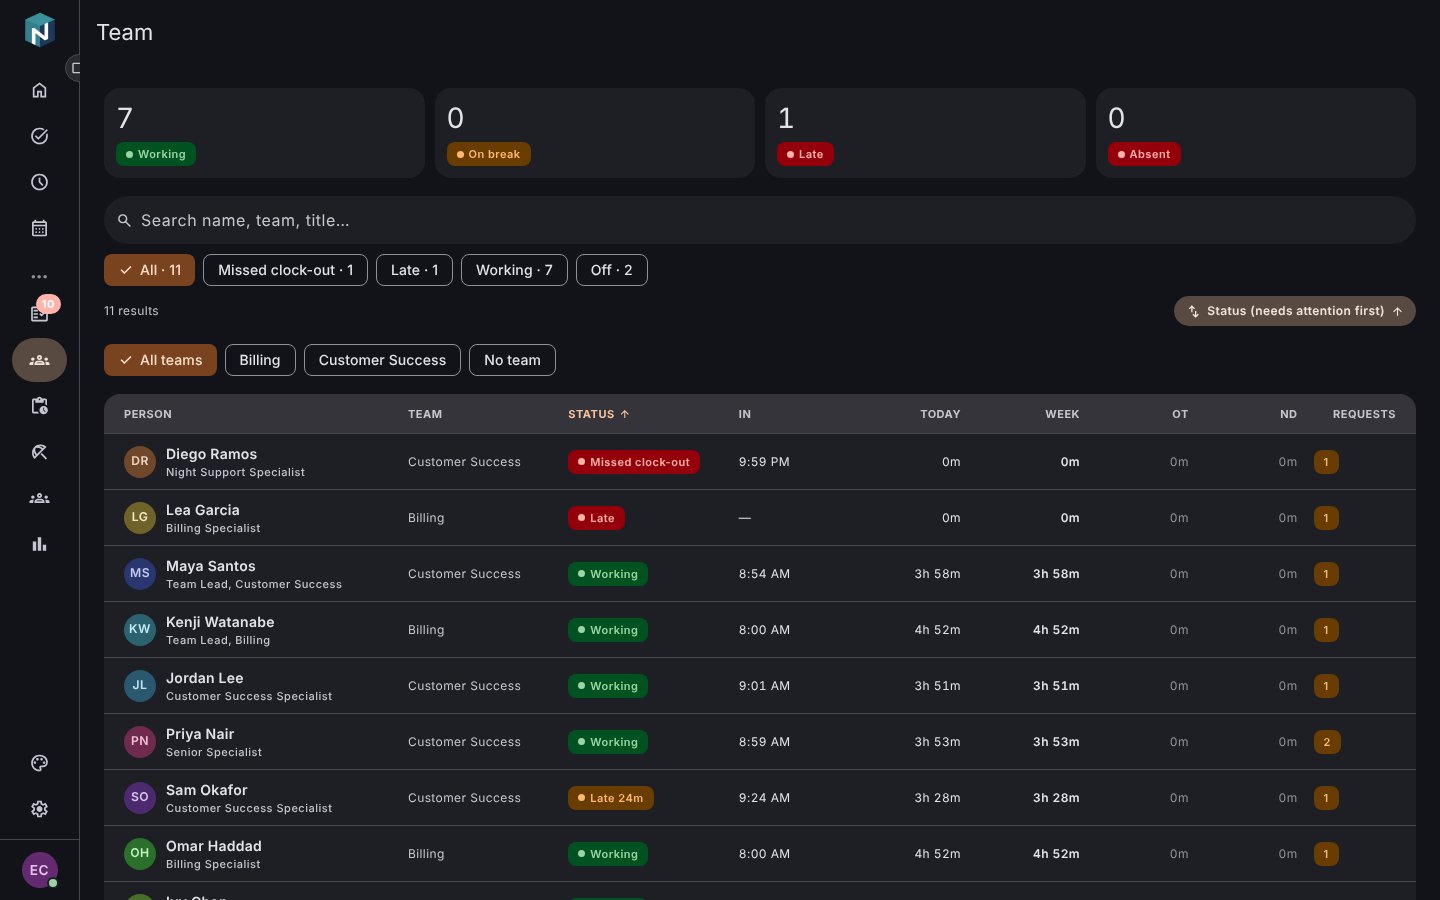 Team
7
Working
0
On break
1
Late
0
Absent
Search name, team, title...
All · 11
Missed clock-out · 1
Late · 1
Working · 7
Off · 2
11 results
Status (needs attention first)
All teams
Billing
Customer Success
No team
PERSON TEAM STATUS IN TODAY WEEK OT ND REQUESTS
DR Diego Ramos Customer Success Missed clock-out 9:59 PM 0m 0m 0m 0m 1
Night Support Specialist
LG Lea Garcia Billing Late — 0m 0m 0m 0m 1
Billing Specialist
MS Maya Santos Customer Success Working 8:54 AM 3h 58m 3h 58m 0m 0m 1
Team Lead, Customer Success
KW Kenji Watanabe Billing Working 8:00 AM 4h 52m 4h 52m 0m 0m 1
Team Lead, Billing
JL Jordan Lee Customer Success Working 9:01 AM 3h 51m 3h 51m 0m 0m 1
Customer Success Specialist
PN Priya Nair Customer Success Working 8:59 AM 3h 53m 3h 53m 0m 0m 2
Senior Specialist
SO Sam Okafor Customer Success Late 24m 9:24 AM 3h 28m 3h 28m 0m 0m 1
Customer Success Specialist
OH Omar Haddad Billing Working 8:00 AM 4h 52m 4h 52m 0m 0m 1
Billing Specialist
10
EC